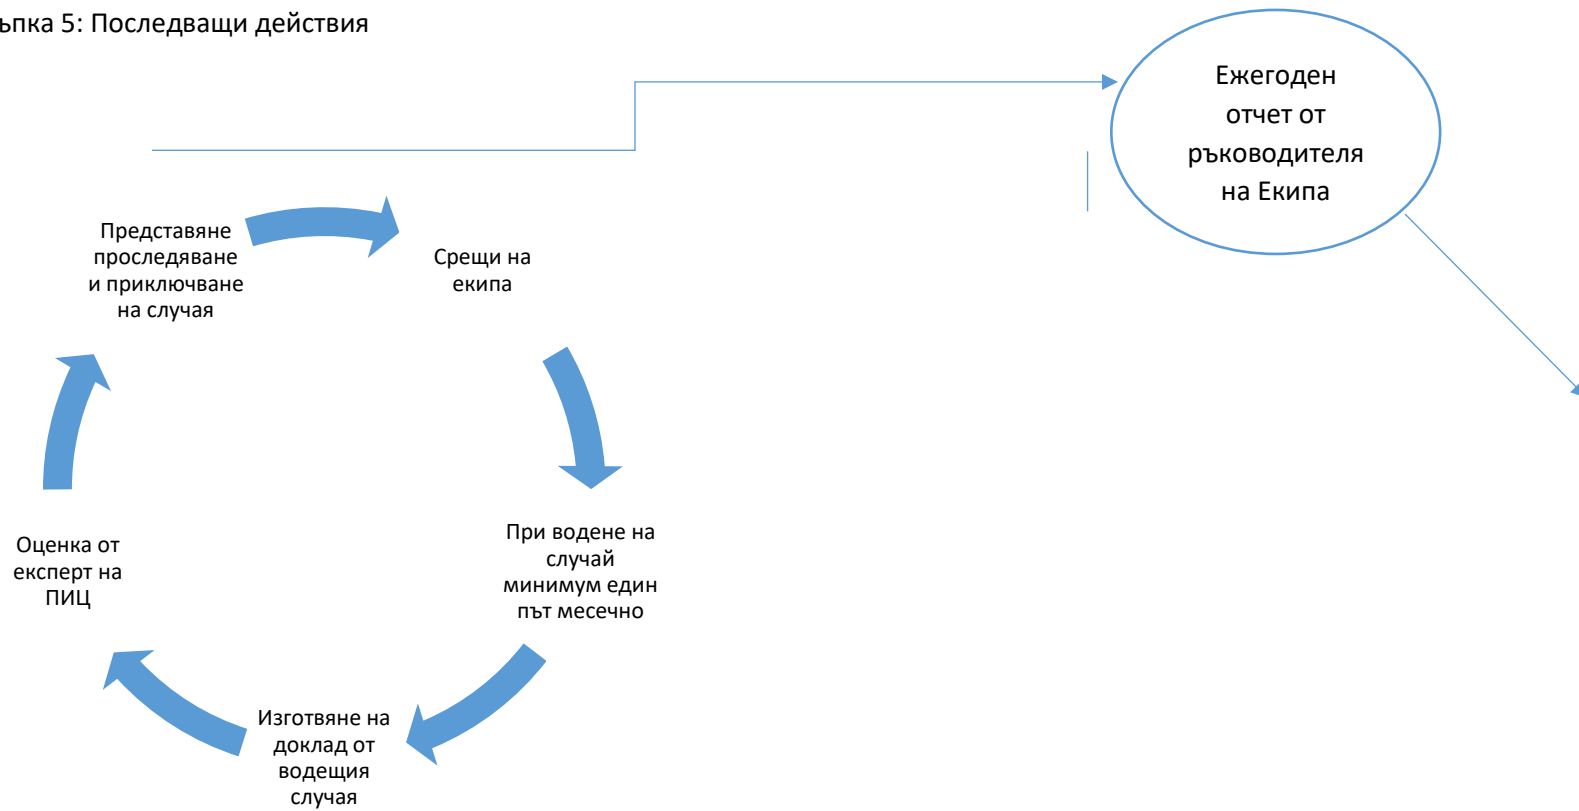 ъпка 5: Последващи действия
Ежегоден
отчет от
ръководителя
на Екипа
Представяне
проследяване
и приключване
на случая
Срещи на
екипа
При водене на
случай
минимум един
път месечно
Изготвяне на
доклад от
водещия
случая
Оценка от
експерт на
ПИЦ